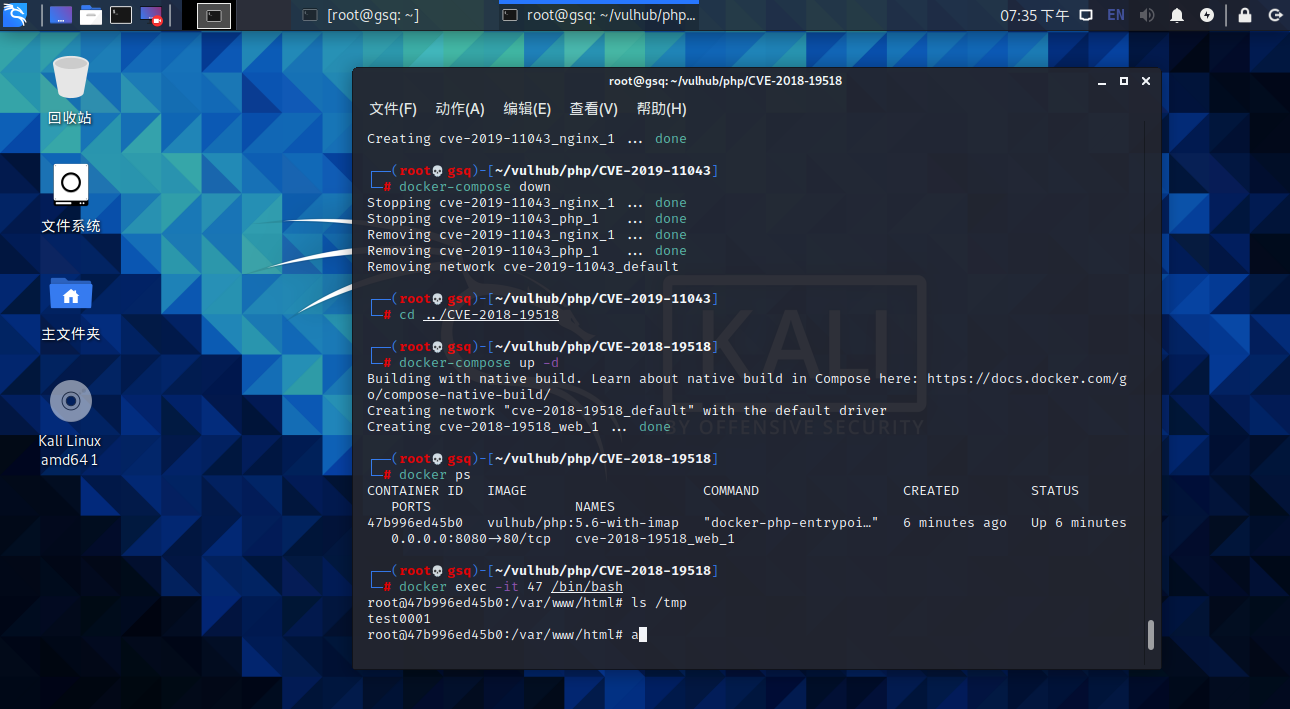 [root@gsq: ~]
root@gsq: ~/vulhub/php...
07:35 下午
EN
回收站
文件系统
主文件夹
Kali Linux
amd64 1
root@gsq: ~/vulhub/php/CVE-2018-19518
文件(F) 动作(A) 编辑(E) 查看(V) 帮助(H)
Creating cve-2019-11043_nginx_1 ... done
┌──(root💀gsq)-[~/vulhub/php/CVE-2019-11043]
└─# docker-compose down
Stopping cve-2019-11043_nginx_1 ... done
Stopping cve-2019-11043_php_1   ... done
Removing cve-2019-11043_nginx_1 ... done
Removing cve-2019-11043_php_1   ... done
Removing network cve-2019-11043_default
┌──(root💀gsq)-[~/vulhub/php/CVE-2019-11043]
└─# cd ../CVE-2018-19518
┌──(root💀gsq)-[~/vulhub/php/CVE-2018-19518]
└─# docker-compose up -d
Building with native build. Learn about native build in Compose here: https://docs.docker.com/g
o/compose-native-build/
Creating network "cve-2018-19518_default" with the default driver
Creating cve-2018-19518_web_1 ... done
┌──(root💀gsq)-[~/vulhub/php/CVE-2018-19518]
└─# docker ps
CONTAINER ID   IMAGE                      COMMAND                  CREATED         STATUS
PORTS                  NAMES
47b996ed45b0   vulhub/php:5.6-with-imap   "docker-php-entrypoi…"   6 minutes ago   Up 6 minutes
0.0.0.0:8080->80/tcp   cve-2018-19518_web_1
┌──(root💀gsq)-[~/vulhub/php/CVE-2018-19518]
└─# docker exec -it 47 /bin/bash
root@47b996ed45b0:/var/www/html# ls /tmp
test0001
root@47b996ed45b0:/var/www/html# a
KALI
BY OFFENSIVE SECURITY